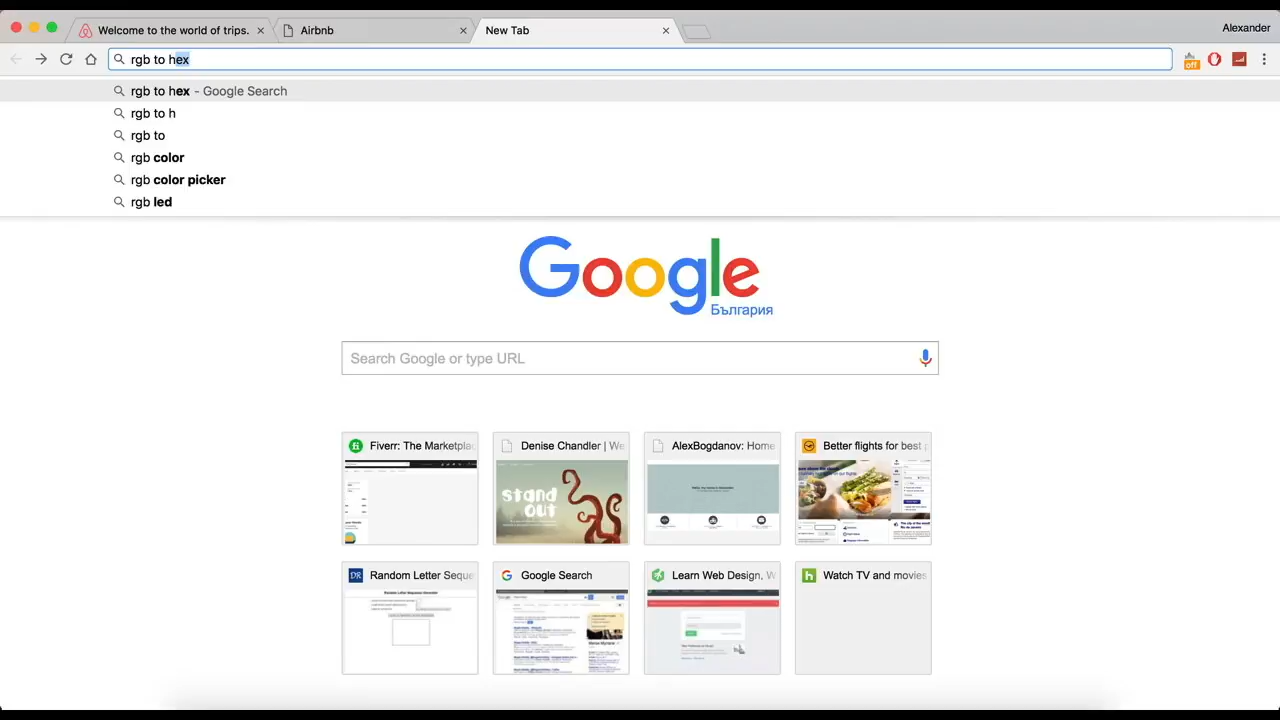 Welcome to the world of trips.
Airbnb
New Tab
Alexander
rgb to hex
off
rgb to hex - Google Search
rgb to h
rgb to
rgb color
rgb color picker
rgb led
Google
България
Search Google or type URL
Fiverr: The Marketpla
Denise Chandler | We
AlexBogdanov: Home
Better flights for best p
STAND
OUT
Random Letter Seque
Google Search
Learn Web Design, W
Watch TV and movies
DR